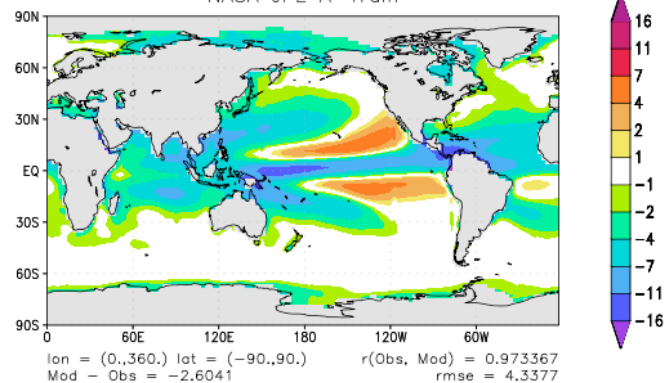 90N
60N
30N
EQ
30S
60S
90S
0 60E 120E 180 120W 60W
16
11
7
4
2
1
-1
-2
-4
-7
-11
-16
lon = (0.,360.) lat = (-90.,90.) r(Obs, Mod) = 0.973367
Mod - Obs = -2.6041 rmse = 4.3377